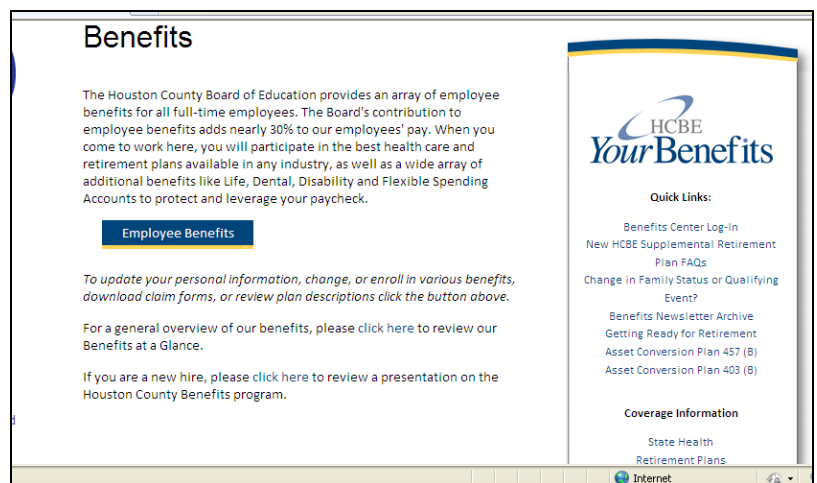 Benefits
The Houston County Board of Education provides an array of employee
benefits for all full-time employees. The Board's contribution to
employee benefits adds nearly 30% to our employees' pay. When you
come to work here, you will participate in the best health care and
retirement plans available in any industry, as well as a wide array of
additional benefits like Life, Dental, Disability and Flexible Spending
Accounts to protect and leverage your paycheck.
Employee Benefits
To update your personal information, change, or enroll in various benefits,
download claim forms, or review plan descriptions click the button above.
For a general overview of our benefits, please click here to review our
Benefits at a Glance.
If you are a new hire, please click here to review a presentation on the
Houston County Benefits program.
HCBE
YourBenefits
Quick Links:
Benefits Center Log-In
New HCBE Supplemental Retirement
Plan FAQs
Change in Family Status or Qualifying
Event?
Benefits Newsletter Archive
Getting Ready for Retirement
Asset Conversion Plan 457 (B)
Asset Conversion Plan 403 (B)
Coverage Information
State Health
Retirement Plans
Internet